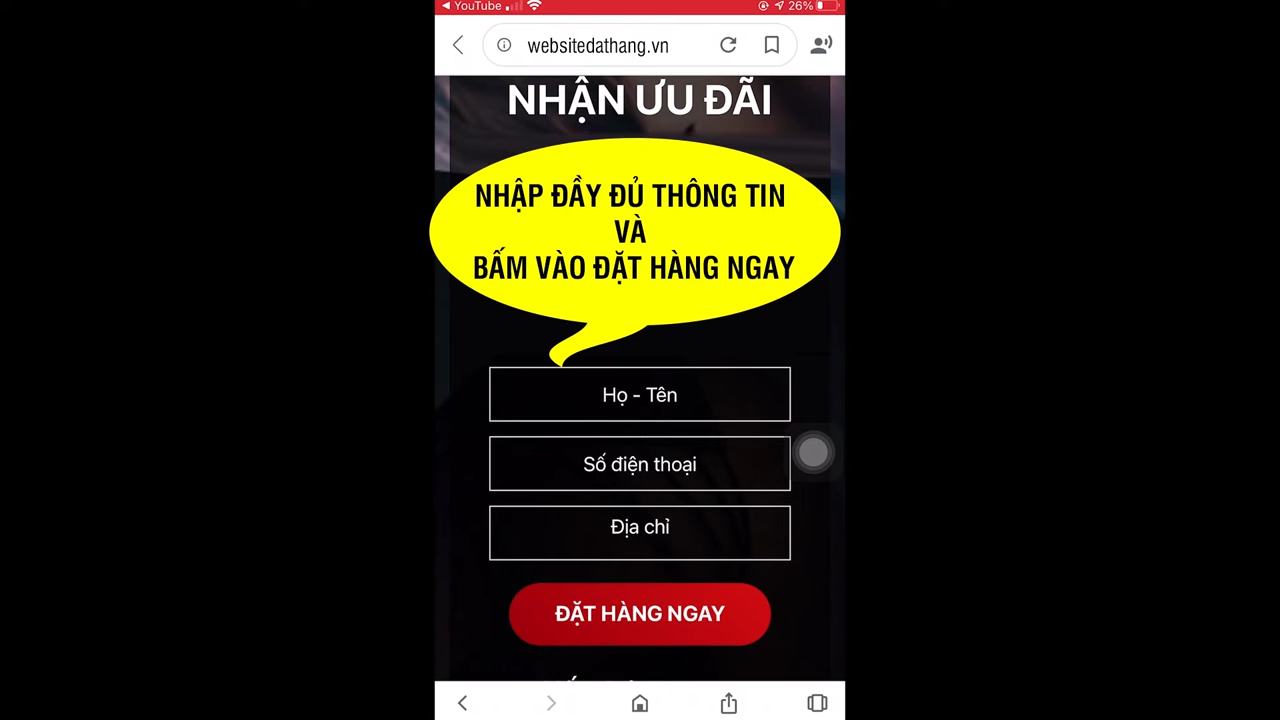 YouTube
26%
websitedathang.vn
NHẬN ƯU ĐÃI
NHẬP ĐẦY ĐỦ THÔNG TIN
VÀ
BẤM VÀO ĐẶT HÀNG NGAY
Họ - Tên
Số điện thoại
Địa chỉ
ĐẶT HÀNG NGAY